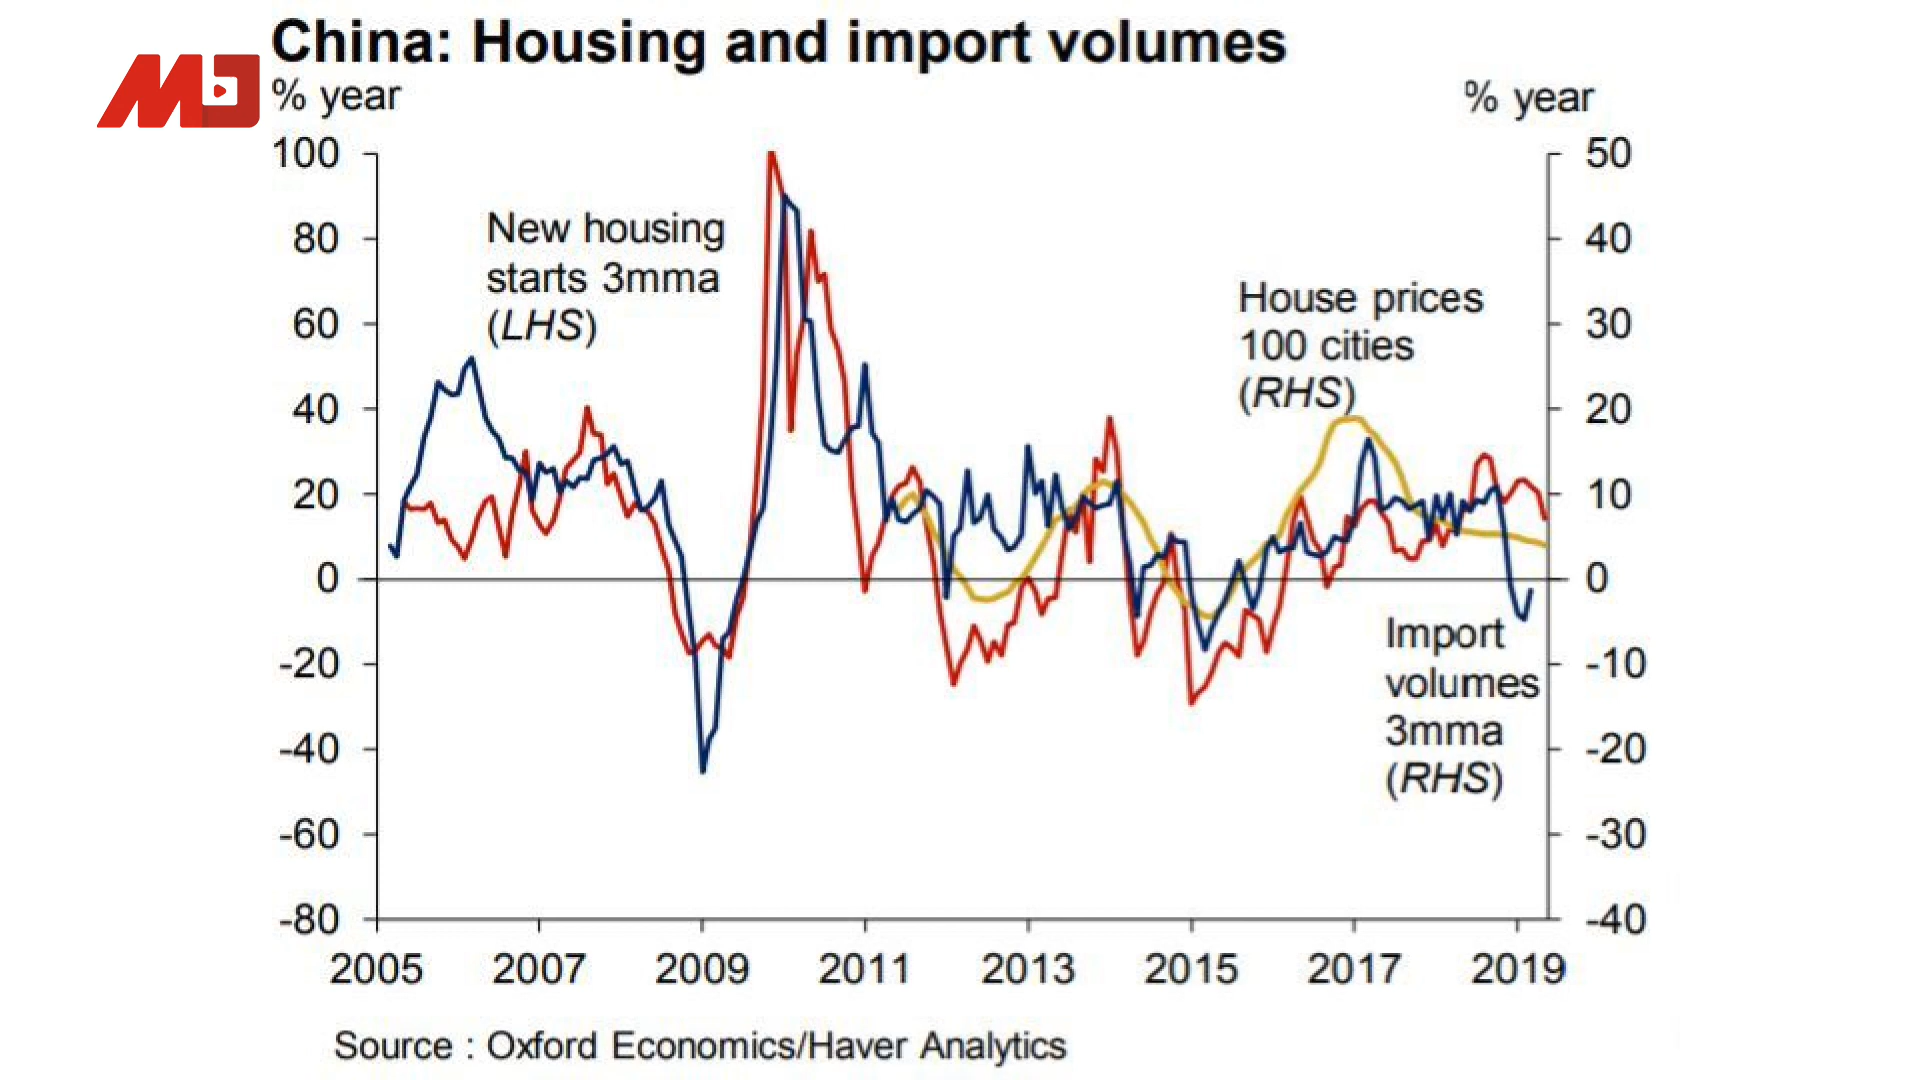 China: Housing and import volumes
MO
% year
% year
100
80
60
40
20
0
-20
-40
-60
-80
New housing
starts 3mma
(LHS)
House prices
100 cities
(RHS)
Import
volumes
3mma
(RHS)
50
40
30
20
10
0
-10
-20
-30
-40
2005 2007 2009 2011 2013 2015 2017 2019
Source : Oxford Economics/Haver Analytics